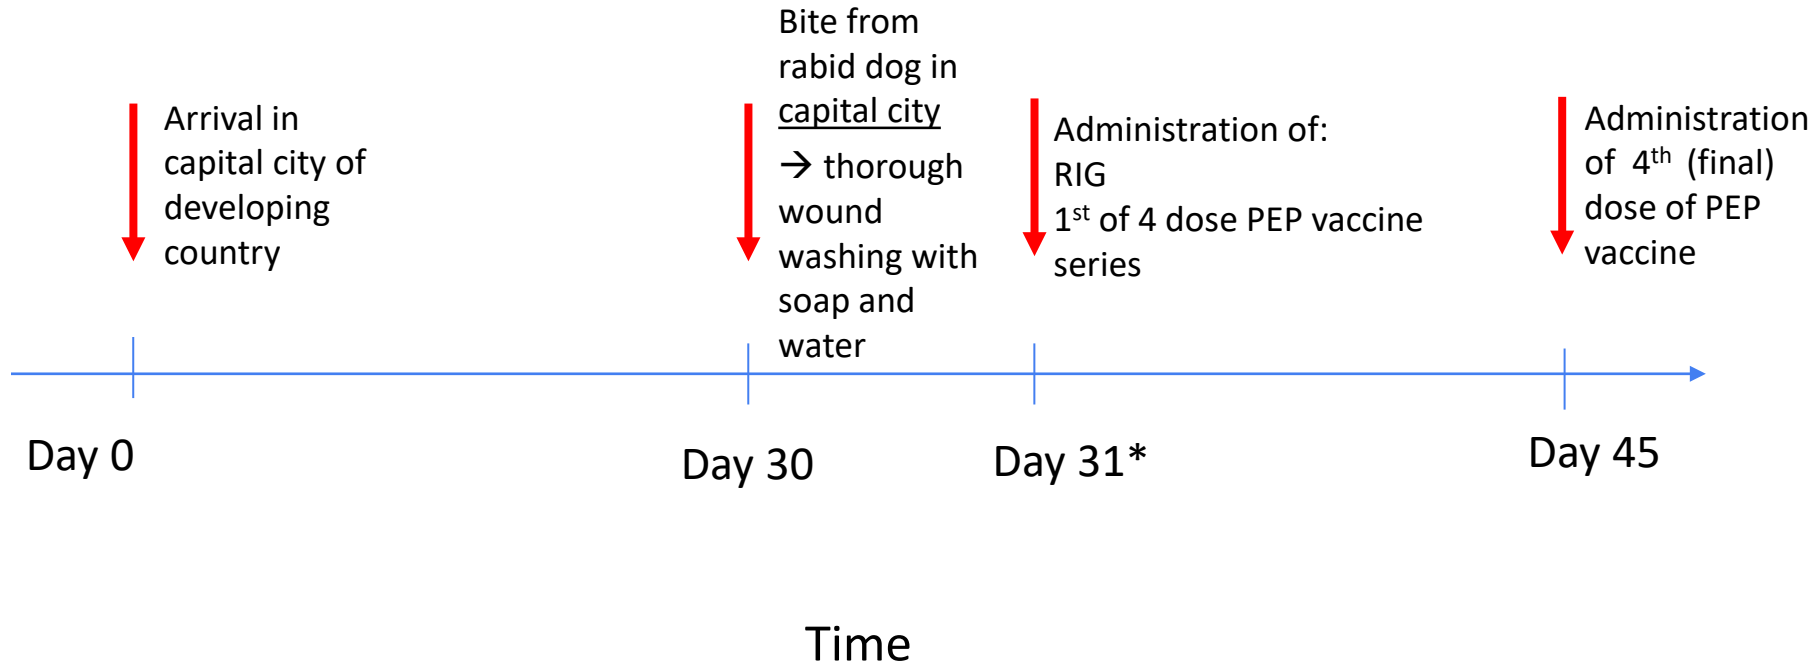 Arrival in
capital city of
developing
country
Bite from
rabid dog in
capital city
→ thorough
wound
washing with
soap and
water
Administration of:
RIG
1st of 4 dose PEP vaccine
series
Administration
of 4th (final)
dose of PEP
vaccine
Day 0
Day 30
Day 31*
Day 45
Time